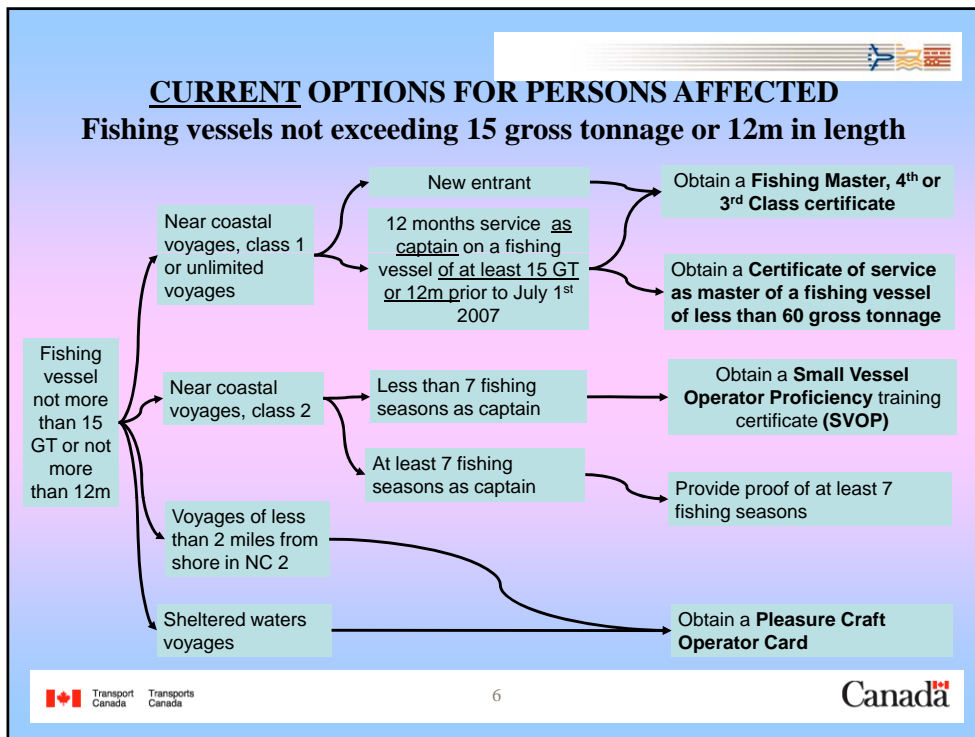 CURRENT OPTIONS FOR PERSONS AFFECTED
Fishing vessels not exceeding 15 gross tonnage or 12m in length
Fishing
vessel
not more
than 15
GT or not
more
than 12m
Near coastal
voyages, class 1
or unlimited
voyages
New entrant
12 months service as
captain on a fishing
vessel of at least 15 GT
or 12m prior to July 1st
2007
Obtain a Fishing Master, 4th or
3rd Class certificate
Obtain a Certificate of service
as master of a fishing vessel
of less than 60 gross tonnage
Near coastal
voyages, class 2
Less than 7 fishing
seasons as captain
Obtain a Small Vessel
Operator Proficiency training
certificate (SVOP)
At least 7 fishing
seasons as captain
Provide proof of at least 7
fishing seasons
Voyages of less
than 2 miles from
shore in NC 2
Sheltered waters
voyages
Obtain a Pleasure Craft
Operator Card
Transport
Canada
Transports
Canada
6
Canada